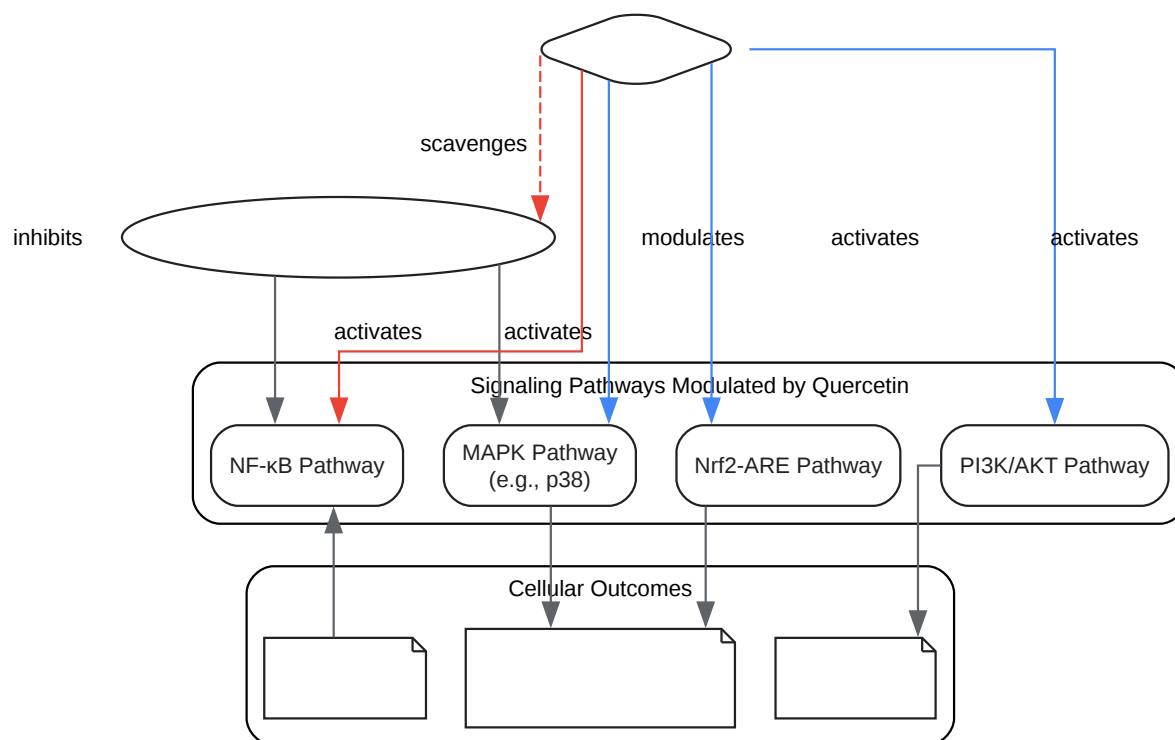 scavenges
inhibits
modulates
activates
activates
activates
activates
Signaling Pathways Modulated by Quercetin
NF-κB Pathway
MAPK Pathway
(e.g., p38)
Nrf2-ARE Pathway
PI3K/AKT Pathway
Cellular Outcomes